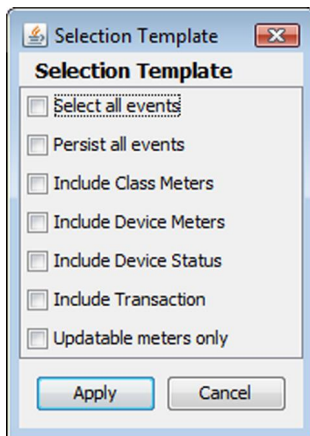 Selection Template
Selection Template
Select all events
Persist all events
Include Class Meters
Include Device Meters
Include Device Status
Include Transaction
Updatable meters only
Apply
Cancel